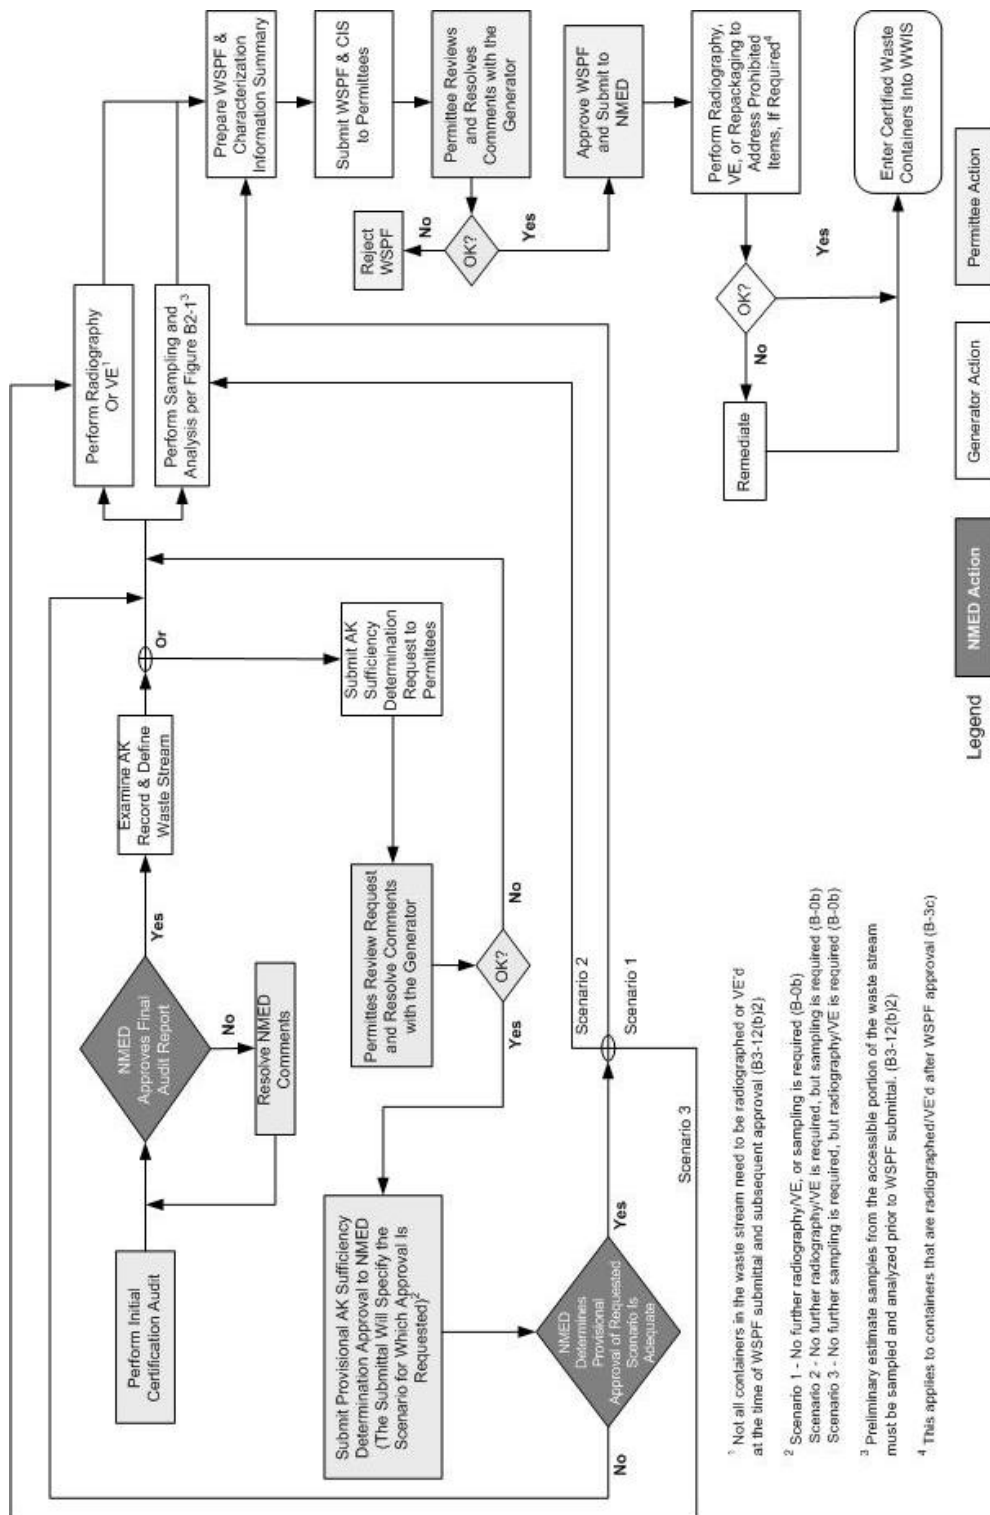 Perform Initial
Certification Audit
NMED
Approves Final
Audit Report
Yes
No
Resolve NMED
Comments
Examine AK
Record & Define
Waste Stream
Or
Submit AK
Sufficiency
Determination
Request to
Permittees
Permittes Review Request
and Resolve Comments
with the Generator
OK?
No
Yes
Submit Provisional AK Sufficiency
Determination Approval to NMED
(The Submittal Will Specify the
Scenario for Which Approval Is
Requested)²
NMED
Determines
Provisional
Approval of Requested
Scenario Is
Adequate
No
Yes
Scenario 3
Scenario 2
Scenario 1
Perform Radiography
Or VE¹
Perform Sampling and
Analysis per Figure B2-1³
Prepare WSPF &
Characterization
Information Summary
Submit WSPF & CIS
to Permittees
Permittee Reviews
and Resolves
Comments with the
Generator
OK?
No
Reject
WSPF
Yes
Approve WSPF
and Submit to
NMED
Perform Radiography,
VE, or Repackaging to
Address Prohibited
Items, If Required⁴
OK?
No
Yes
Remediate
Enter Certified Waste
Containers Into WWIS
¹ Not all containers in the waste stream need to be radiographed or VE'd
at the time of WSPF submittal and subsequent approval (B3-12(b)2)
² Scenario 1 - No further radiography/VE, or sampling is required (B-0b)
Scenario 2 - No further radiography/VE is required, but sampling is required (B-0b)
Scenario 3 - No further sampling is required, but radiography/VE is required (B-0b)
³ Preliminary estimate samples from the accessible portion of the waste stream
must be sampled and analyzed prior to WSPF submittal. (B3-12(b)2)
⁴ This applies to containers that are radiographed/VE'd after WSPF approval (B-3c)
Legend
NMED Action
Generator Action
Permittee Action